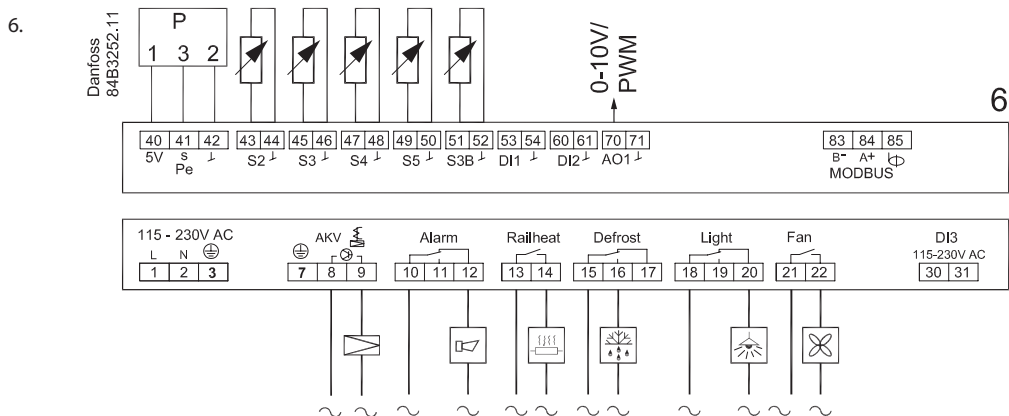 6.
Danfoss
84B3252.11
P
1 3 2
0-10V/
PWM
6
40 41 42 43 44 45 46 47 48 49 50 51 52 53 54 60 61 70 71 83 84 85
5V s ⊥ S2 ⊥ S3 ⊥ S4 ⊥ S5 ⊥ S3B ⊥ DI1 ⊥ DI2 ⊥ AO1 ⊥ B- A+
Pe MODBUS
115 - 230V AC AKV Alarm Railheat Defrost Light Fan DI3
L N 115-230V AC
1 2 3 7 8 9 10 11 12 13 14 15 16 17 18 19 20 21 22 30 31